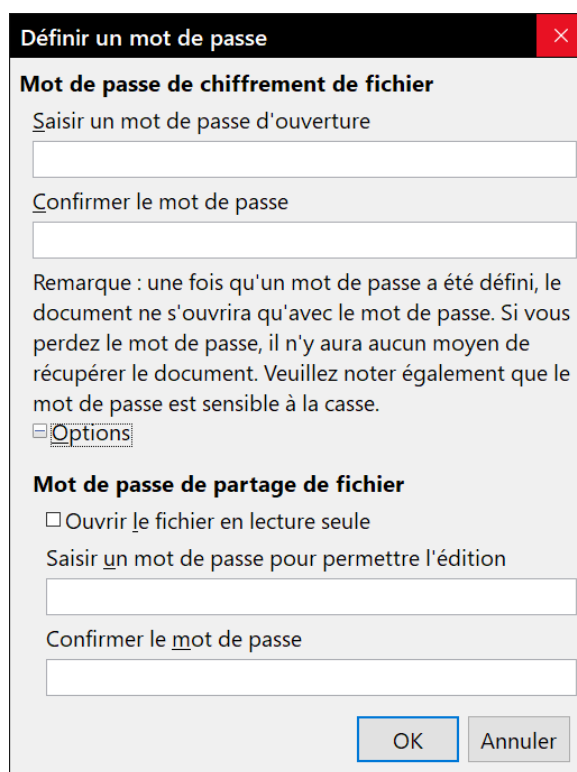 Définir un mot de passe
Mot de passe de chiffrement de fichier
Saisir un mot de passe d'ouverture
Confirmer le mot de passe
Remarque : une fois qu'un mot de passe a été défini, le
document ne s'ouvrira qu'avec le mot de passe. Si vous
perdez le mot de passe, il n'y aura aucun moyen de
récupérer le document. Veuillez noter également que le
mot de passe est sensible à la casse.
Options
Mot de passe de partage de fichier
Ouvrir le fichier en lecture seule
Saisir un mot de passe pour permettre l'édition
Confirmer le mot de passe
OK Annuler